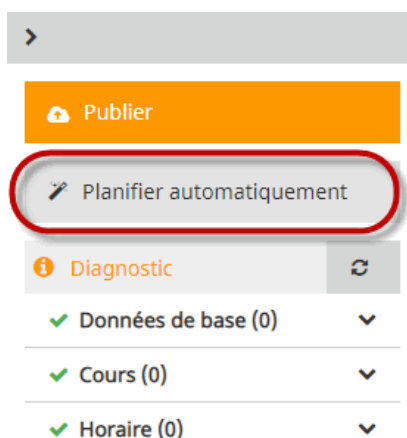 Publier
Planifier automatiquement
Diagnostic
Données de base (0)
Cours (0)
Horaire (0)